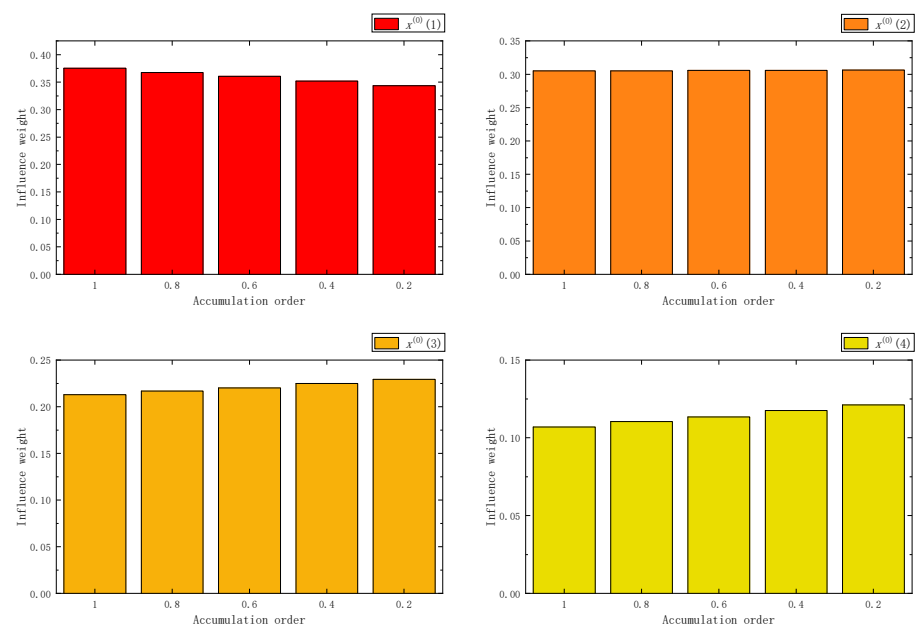 x^(0)(1)
0.40
0.35
0.30
0.25
0.20
0.15
0.10
0.05
0.00
Influence weight
1 0.8 0.6 0.4 0.2
Accumulation order
x^(0)(2)
0.35
0.30
0.25
0.20
0.15
0.10
0.05
0.00
Influence weight
1 0.8 0.6 0.4 0.2
Accumulation order
x^(0)(3)
0.25
0.20
0.15
0.10
0.05
0.00
Influence weight
1 0.8 0.6 0.4 0.2
Accumulation order
x^(0)(4)
0.15
0.10
0.05
0.00
Influence weight
1 0.8 0.6 0.4 0.2
Accumulation order